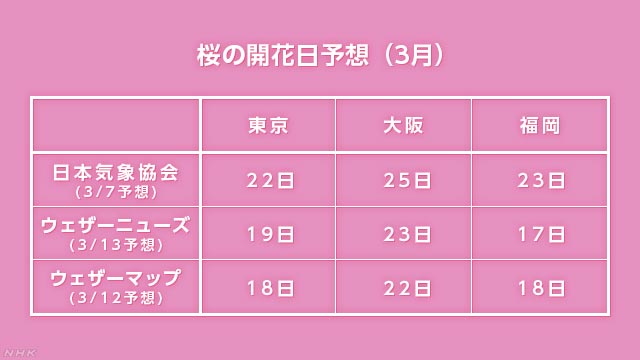 桜の開花日予想（3月）
東京 大阪 福岡
日本気象協会 22日 25日 23日
(3/7予想)
ウェザーニューズ 19日 23日 17日
(3/13予想)
ウェザーマップ 18日 22日 18日
(3/12予想)
NHK